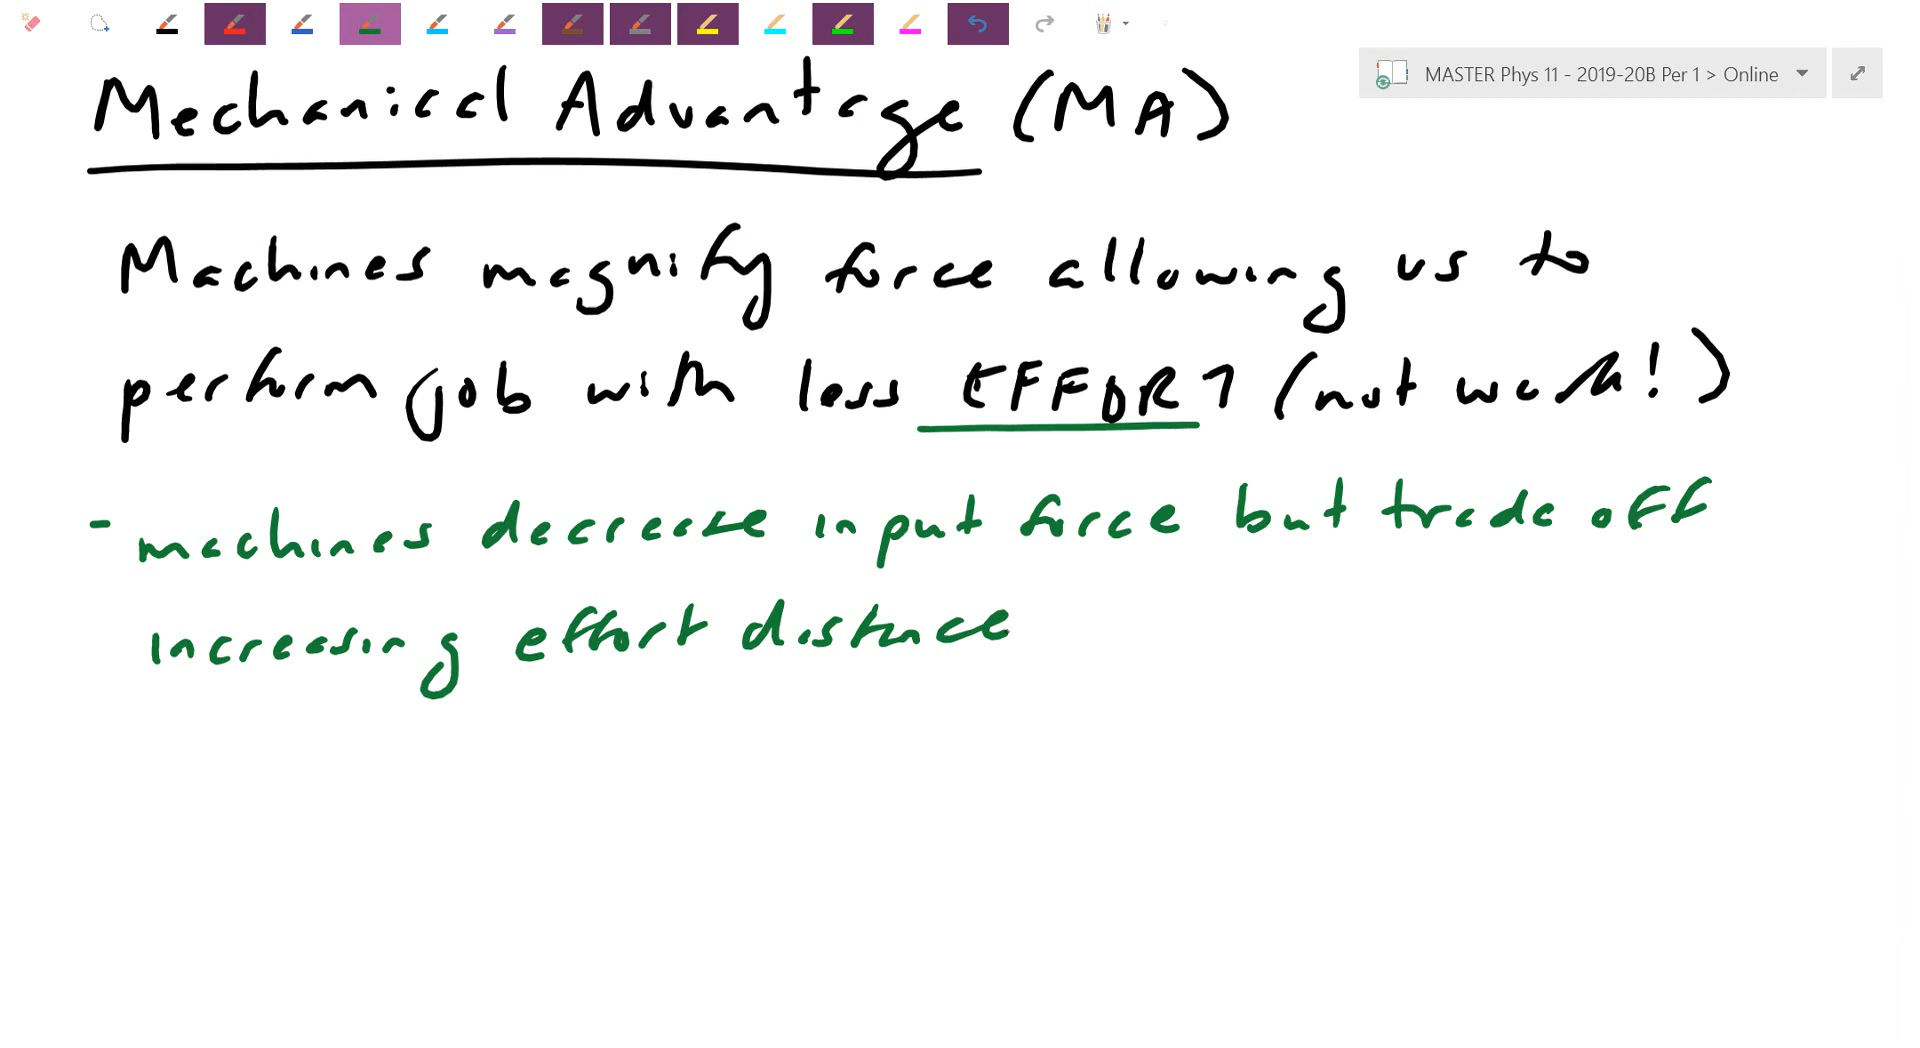 MASTER Phys 11 - 2019-20B Per 1 > Online
Mechanical Advantage (MA)
Machines magnify force allowing us to
perform job with less EFFORT (not work!)
- machines decrease input force but trade off
increasing effort distance